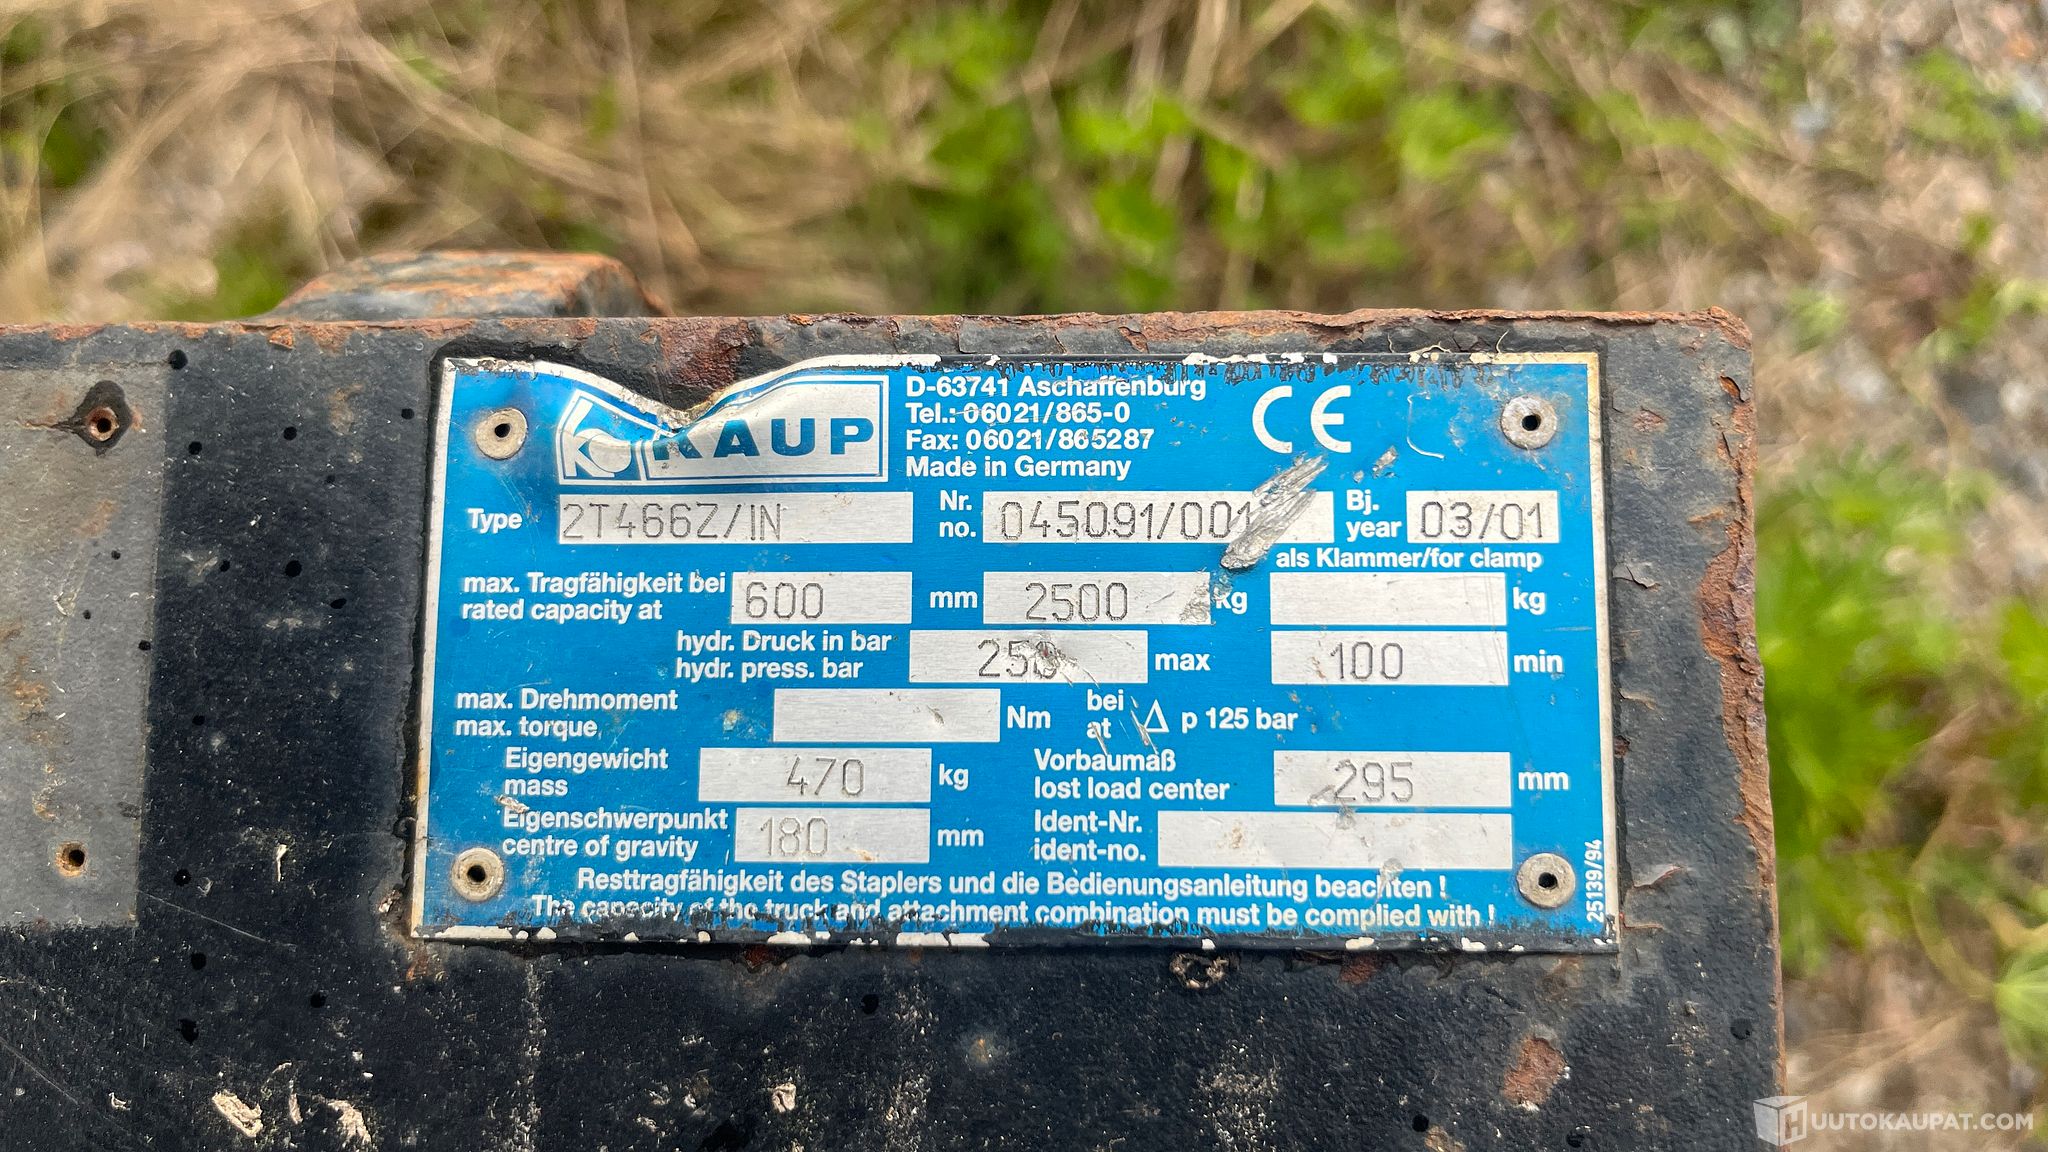 KAUP
D-63741 Aschaffenburg
Tel.: 06021/865-0
Fax: 06021/865287
Made in Germany
CE
Type 2T466Z/IN Nr. no. 045091/001 Bj. year 03/01
als Klammer/for clamp
max. Tragfähigkeit bei
rated capacity at 600 mm 2500 kg kg
hydr. Druck in bar
hydr. press. bar 250 max 100 min
max. Drehmoment
max. torque Nm bei at Δ p 125 bar
Eigengewicht
mass 470 kg
Vorbaumaß
lost load center 295 mm
Eigenschwerpunkt
centre of gravity 180 mm
Ident-Nr.
ident-no.
Resttragfähigkeit des Staplers und die Bedienungsanleitung beachten !
The capacity of the truck and attachment combination must be complied with !
25139/94
HUUTOKAUPAT.COM